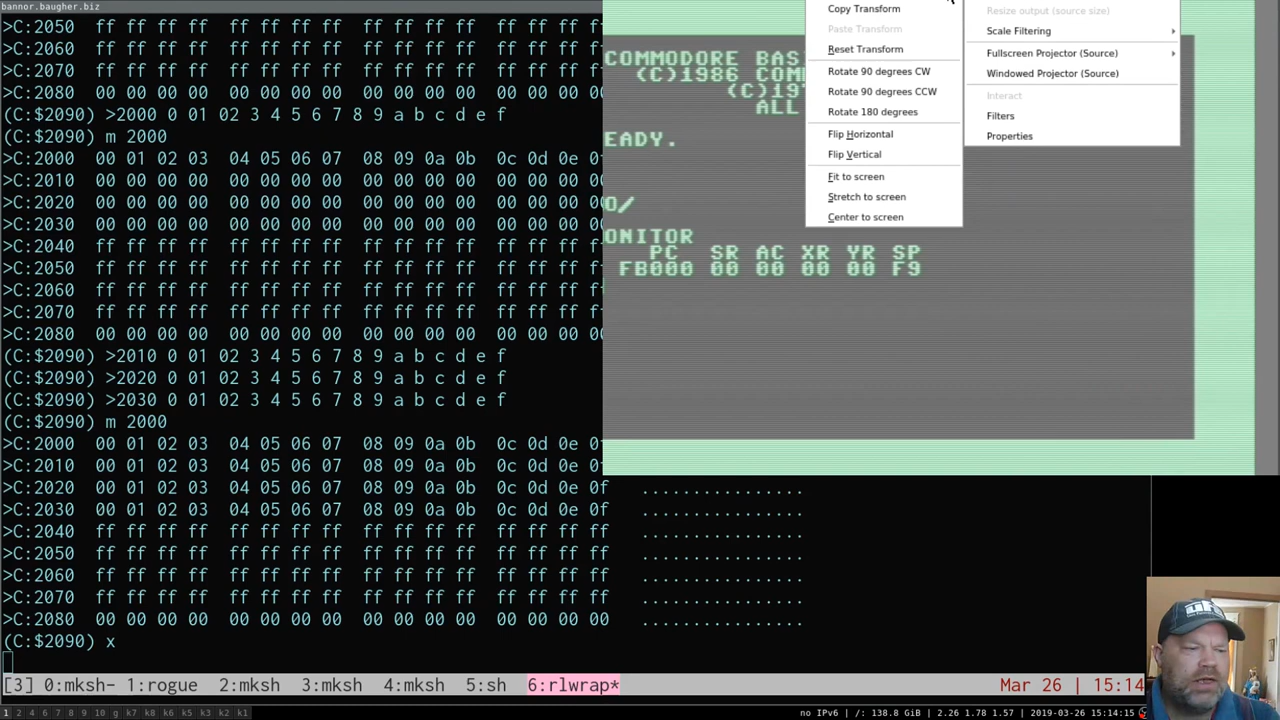 bannor.baugher.biz
>C:2050  ff ff ff ff  ff ff ff ff  ff ff ff ff  ff ff ff
>C:2060  ff ff ff ff  ff ff ff ff  ff ff ff ff  ff ff ff
>C:2070  ff ff ff ff  ff ff ff ff  ff ff ff ff  ff ff ff
>C:2080  00 00 00 00  00 00 00 00  00 00 00 00  00 00 00
(C:$2090) >2000 0 01 02 3 4 5 6 7 8 9 a b c d e f
(C:$2090) m 2000
>C:2000  00 01 02 03  04 05 06 07  08 09 0a 0b  0c 0d 0e
>C:2010  00 00 00 00  00 00 00 00  00 00 00 00  00 00 00
>C:2020  00 00 00 00  00 00 00 00  00 00 00 00  00 00 00
>C:2030  00 00 00 00  00 00 00 00  00 00 00 00  00 00 00
>C:2040  ff ff ff ff  ff ff ff ff  ff ff ff ff  ff ff ff
>C:2050  ff ff ff ff  ff ff ff ff  ff ff ff ff  ff ff ff
>C:2060  ff ff ff ff  ff ff ff ff  ff ff ff ff  ff ff ff
>C:2070  ff ff ff ff  ff ff ff ff  ff ff ff ff  ff ff ff
>C:2080  00 00 00 00  00 00 00 00  00 00 00 00  00 00 00
(C:$2090) >2010 0 01 02 3 4 5 6 7 8 9 a b c d e f
(C:$2090) >2020 0 01 02 3 4 5 6 7 8 9 a b c d e f
(C:$2090) >2030 0 01 02 3 4 5 6 7 8 9 a b c d e f
(C:$2090) m 2000
>C:2000  00 01 02 03  04 05 06 07  08 09 0a 0b  0c 0d 0e 0f
>C:2010  00 01 02 03  04 05 06 07  08 09 0a 0b  0c 0d 0e 0f
>C:2020  00 01 02 03  04 05 06 07  08 09 0a 0b  0c 0d 0e 0f   ................
>C:2030  00 01 02 03  04 05 06 07  08 09 0a 0b  0c 0d 0e 0f   ................
>C:2040  ff ff ff ff  ff ff ff ff  ff ff ff ff  ff ff ff ff   ................
>C:2050  ff ff ff ff  ff ff ff ff  ff ff ff ff  ff ff ff ff   ................
>C:2060  ff ff ff ff  ff ff ff ff  ff ff ff ff  ff ff ff ff   ................
>C:2070  ff ff ff ff  ff ff ff ff  ff ff ff ff  ff ff ff ff   ................
>C:2080  00 00 00 00  00 00 00 00  00 00 00 00  00 00 00 00   ................
(C:$2090) x
COMMODORE BAS
(C)1986 COM
(C)19
ALL
EADY.
O/
ONITOR
PC SR AC XR YR SP
FB000 00 00 00 00 F9
Copy Transform
Paste Transform
Reset Transform
Rotate 90 degrees CW
Rotate 90 degrees CCW
Rotate 180 degrees
Flip Horizontal
Flip Vertical
Fit to screen
Stretch to screen
Center to screen
Resize output (source size)
Scale Filtering
Fullscreen Projector (Source)
Windowed Projector (Source)
Interact
Filters
Properties
[3] 0:mksh- 1:rogue 2:mksh 3:mksh 4:mksh 5:sh 6:rlwrap* Mar 26 | 15:14
1 2 4 5 6 7 8 9 10 g k7 k8 k6 k5 k3 k2 k1 no IPv6 | /: 138.8 GiB | 2.26 1.78 1.57 | 2019-03-26 15:14:15